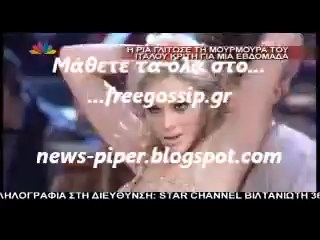 Η ΡΙΑ ΓΛΙΤΩΣΕ ΤΗ ΜΟΥΡΜΟΥΡΑ ΤΟΥ
ΙΤΑΛΟΥ ΚΡΙΤΗ ΓΙΑ ΜΙΑ ΕΒΔΟΜΑΔΑ
Μάθετε τα όλα στο...
...freegossip.gr
news-piper.blogspot.com
ΗΛΟΓΡΑΦΙΑ ΣΤΗ ΔΙΕΥΘΥΝΣΗ: STAR CHANNEL ΒΙΛΤΑΝΙΩΤΗ 36